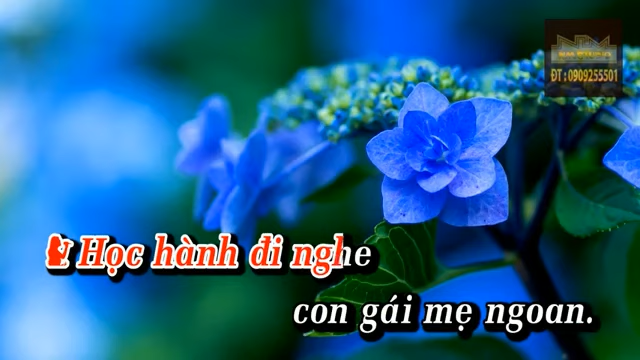 ĐT : 0909255501
Học hành đi nghe
con gái mẹ ngoan.